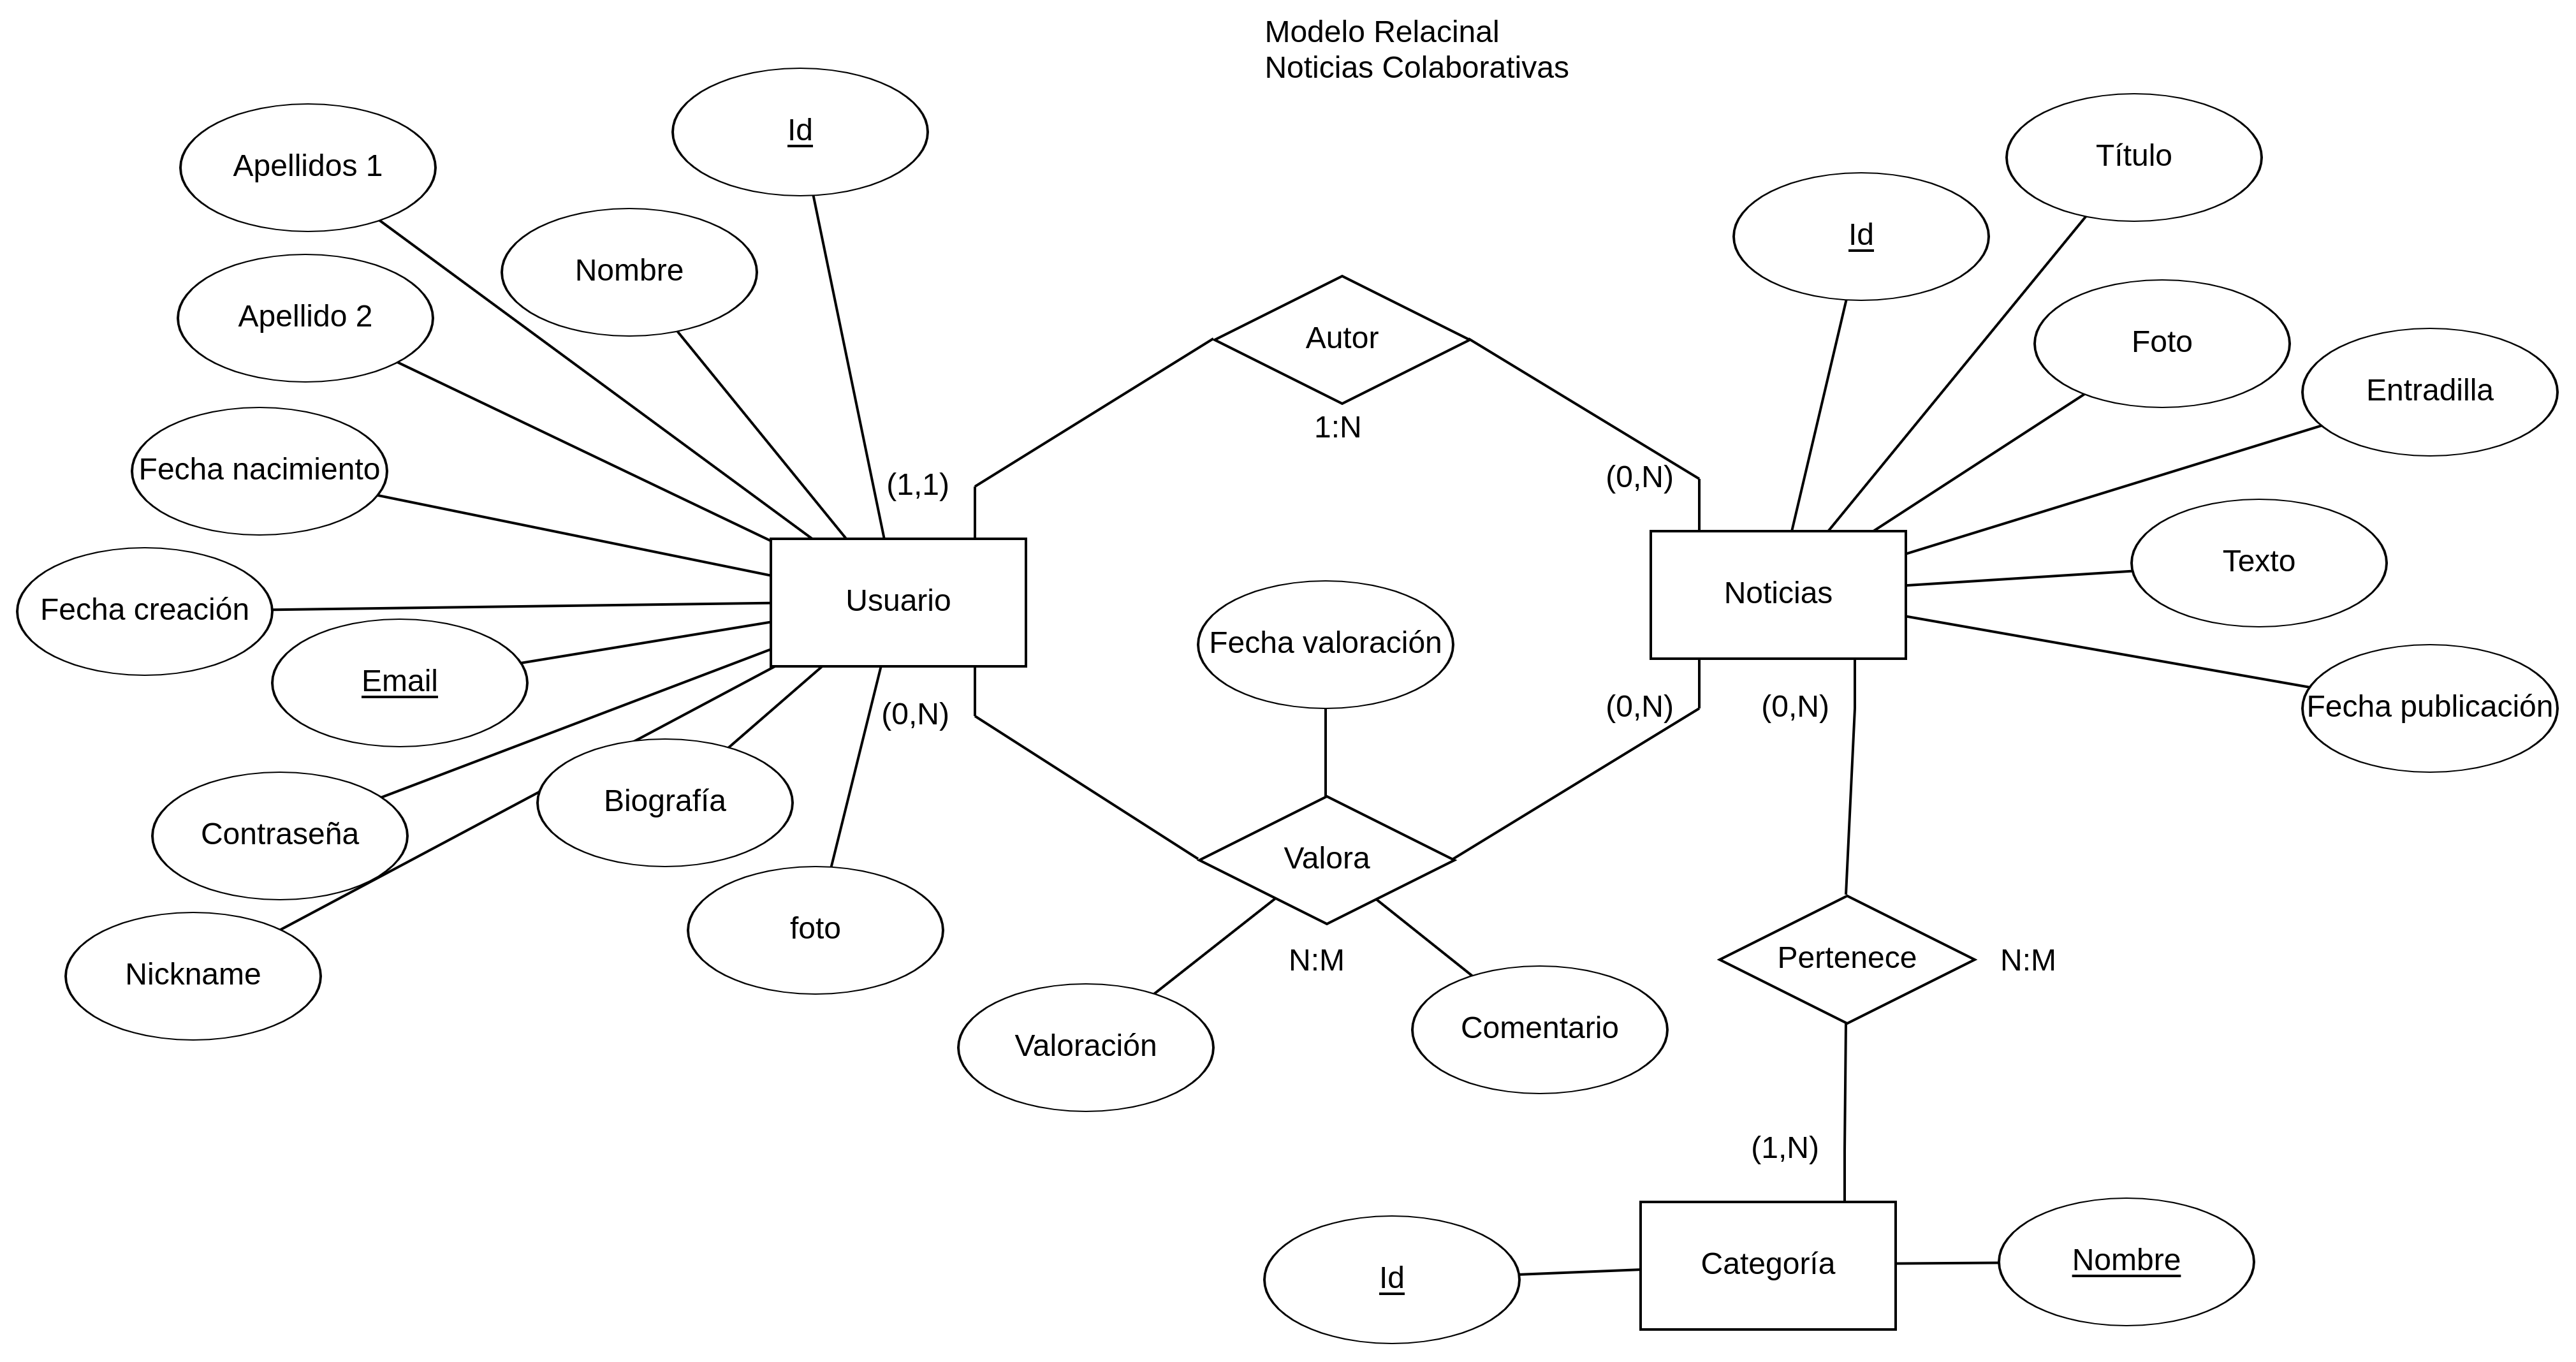 Modelo Relacinal
Noticias Colaborativas
Id
Título
Apellidos 1
Id
Nombre
Apellido 2
Autor
Foto
Entradilla
1:N
Fecha nacimiento
(1,1)
(0,N)
Texto
Usuario
Noticias
Fecha creación
Fecha valoración
Email
(0,N)
(0,N)
(0,N)
Fecha publicación
Biografía
Contraseña
Valora
foto
Pertenece
N:M
N:M
Nickname
Valoración
Comentario
(1,N)
Id
Categoría
Nombre